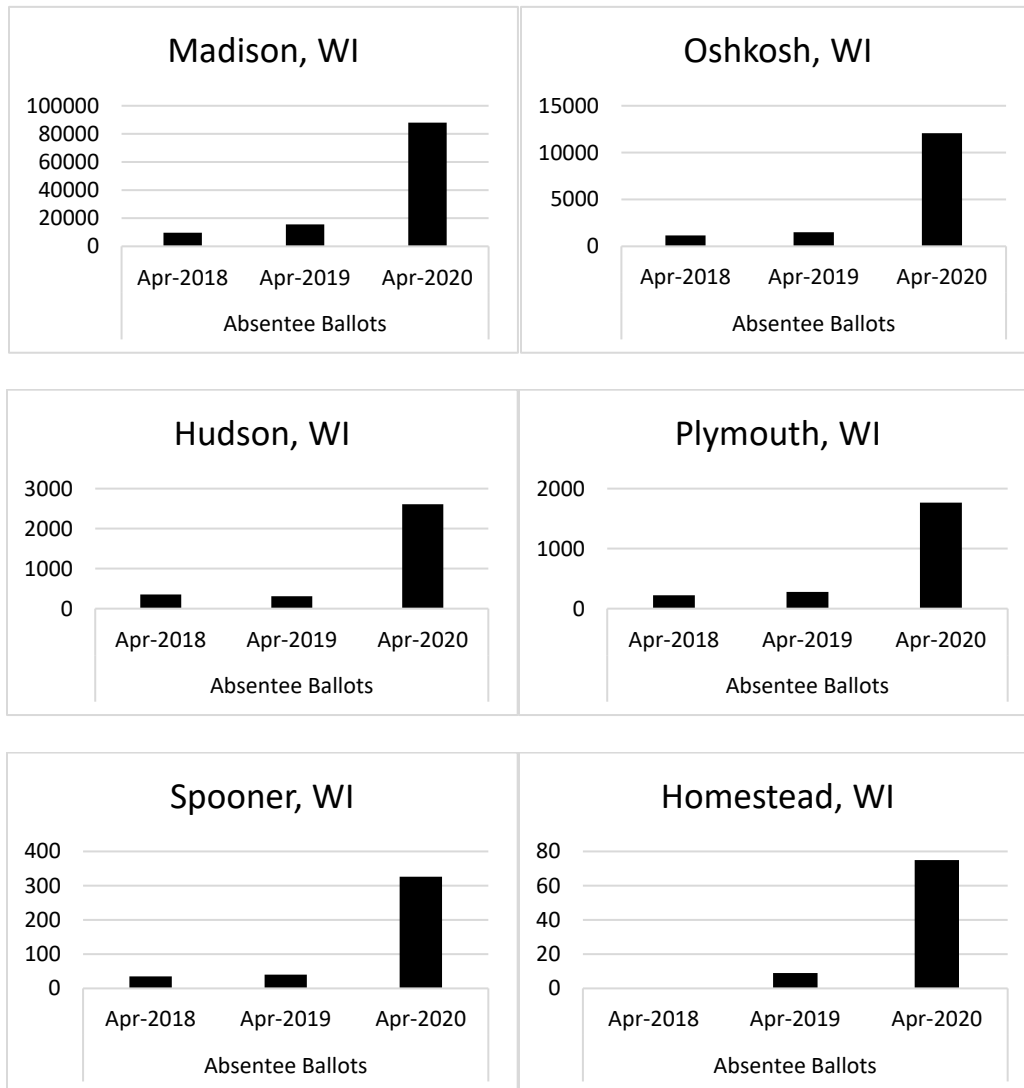 Madison, WI
100000
80000
60000
40000
20000
0
Apr-2018 Apr-2019 Apr-2020
Absentee Ballots
Oshkosh, WI
15000
10000
5000
0
Apr-2018 Apr-2019 Apr-2020
Absentee Ballots
Hudson, WI
3000
2000
1000
0
Apr-2018 Apr-2019 Apr-2020
Absentee Ballots
Plymouth, WI
2000
1000
0
Apr-2018 Apr-2019 Apr-2020
Absentee Ballots
Spooner, WI
400
300
200
100
0
Apr-2018 Apr-2019 Apr-2020
Absentee Ballots
Homestead, WI
80
60
40
20
0
Apr-2018 Apr-2019 Apr-2020
Absentee Ballots